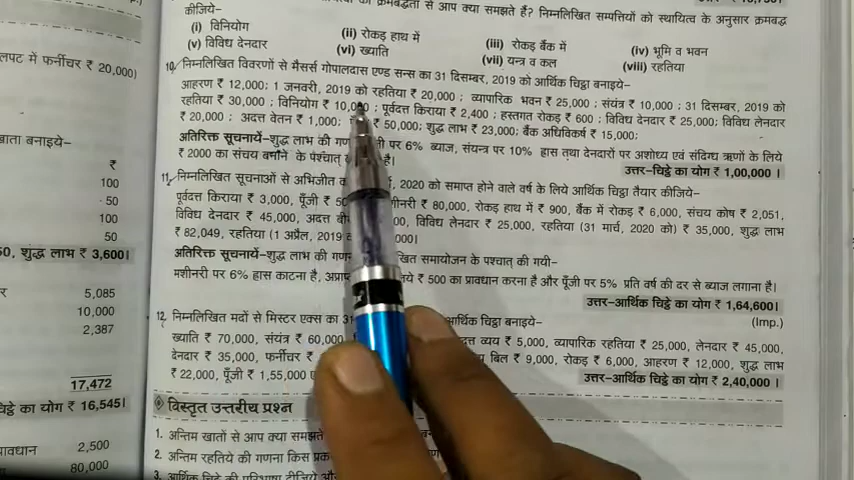 क्रमबद्धता से आप क्या समझते हैं? निम्नलिखित सम्पत्तियों को स्थायित्व के अनुसार क्रमबद्ध
कीजिये–
(i) विनियोग (ii) रोकड़ हाथ में (iii) रोकड़ बैंक में (iv) भूमि व भवन
(v) विविध देनदार (vi) ख्याति (vii) यन्त्र व कल (viii) रहतिया
10. निम्नलिखित विवरणों से मैसर्स गोपालदास एण्ड सन्स का 31 दिसम्बर, 2019 को आर्थिक चिट्ठा बनाइये–
आहरण ₹ 12,000; 1 जनवरी, 2019 को रहतिया ₹ 20,000; व्यापारिक भवन ₹ 25,000; संयंत्र ₹ 10,000; 31 दिसम्बर, 2019 को
रहतिया ₹ 30,000; विनियोग ₹ 10,000; पूर्वदत्त किराया ₹ 2,400; हस्तगत रोकड़ ₹ 600; विविध देनदार ₹ 25,000; विविध लेनदार
₹ 20,000; अदत्त वेतन ₹ 1,000; ₹ 50,000; शुद्ध लाभ ₹ 23,000; बैंक अधिविकर्ष ₹ 15,000;
अतिरिक्त सूचनायें–शुद्ध लाभ की पर 6% ब्याज, संयन्त्र पर 10% ह्रास तथा देनदारों पर अशोध्य एवं संदिग्ध ऋणों के लिये
₹ 2000 का संचय बनाने के पश्चात् है।
उत्तर-चिट्ठे का योग ₹ 1,00,000।
11. निम्नलिखित सूचनाओं से अभिजीत 2020 को समाप्त होने वाले वर्ष के लिये आर्थिक चिट्ठा तैयार कीजिये–
पूर्वदत्त किराया ₹ 3,000, पूँजी ₹ ₹ 80,000, रोकड़ हाथ में ₹ 900, बैंक में रोकड़ ₹ 6,000, संचय कोष ₹ 2,051,
विविध देनदार ₹ 45,000, अदत्त विविध लेनदार ₹ 25,000, रहतिया (31 मार्च, 2020 को) ₹ 35,000, शुद्ध लाभ
₹ 82,049, रहतिया (1 अप्रैल, 2019
अतिरिक्त सूचनायें–शुद्ध लाभ की समायोजन के पश्चात् की गयी–
मशीनरी पर 6% ह्रास काटना है, ₹ 500 का प्रावधान करना है और पूँजी पर 5% प्रति वर्ष की दर से ब्याज लगाना है।
उत्तर-आर्थिक चिट्ठे का योग ₹ 1,64,600।
12. निम्नलिखित मदों से मिस्टर एक्स का आर्थिक चिट्ठा बनाइये– (Imp.)
ख्याति ₹ 70,000, संयंत्र ₹ 60,000 व्यय ₹ 5,000, व्यापारिक रहतिया ₹ 25,000, लेनदार ₹ 45,000,
देनदार ₹ 35,000, फर्नीचर ₹ बिल ₹ 9,000, रोकड़ ₹ 6,000, आहरण ₹ 12,000, शुद्ध लाभ
₹ 22,000, पूँजी ₹ 1,55,000
उत्तर-आर्थिक चिट्ठे का योग ₹ 2,40,000।
विस्तृत उत्तरीय प्रश्न
1. अन्तिम खातों से आप क्या समझते
2. अन्तिम रहतिये की गणना किस
3. आर्थिक चिट्ठे की
में फर्नीचर ₹ 20,000)
बनाइये–
₹
100
50
100
50
शुद्ध लाभ ₹ 3,600।
5,085
10,000
2,387
17,472
चिट्ठे का योग ₹ 16,545।
2,500
80,000